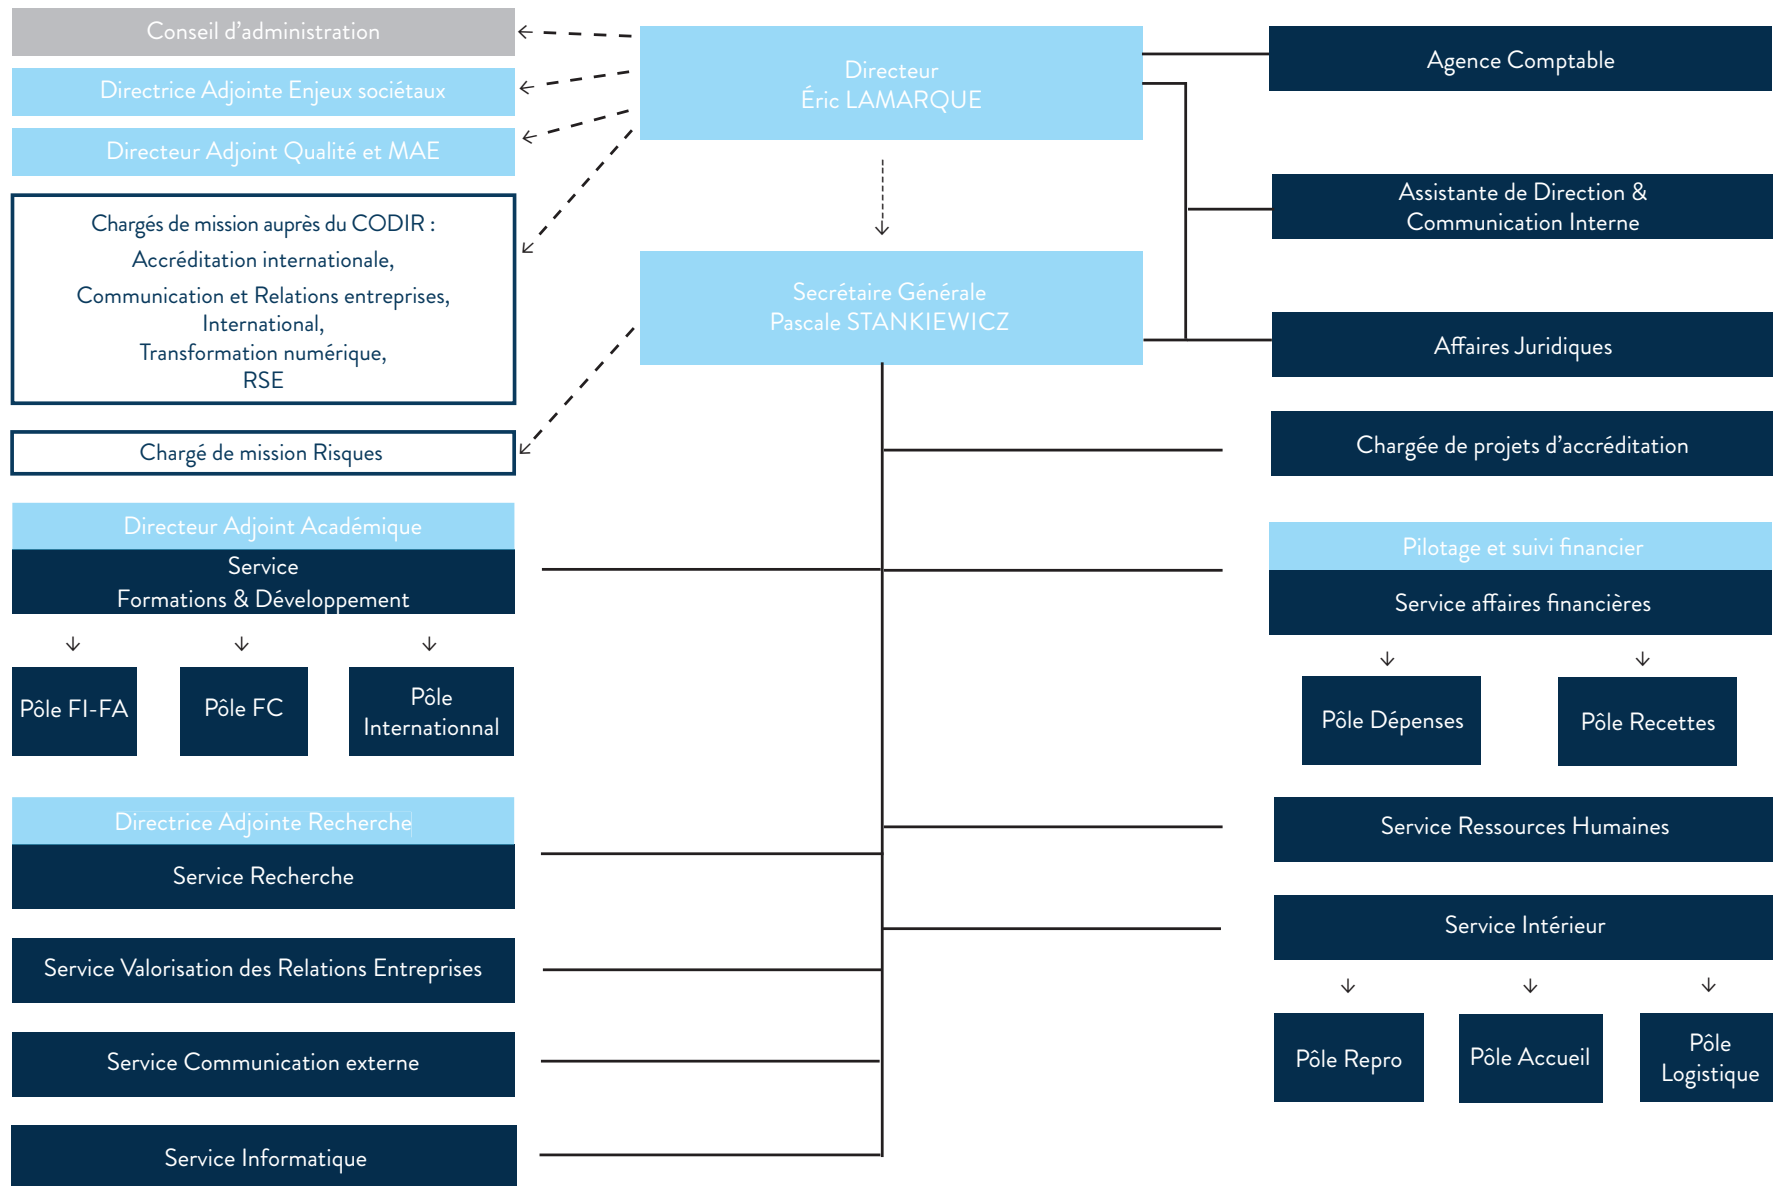 Conseil d'administration
Directrice Adjointe Enjeux sociétaux
Directeur Adjoint Qualité et MAE
Chargés de mission auprès du CODIR :
Accréditation internationale,
Communication et Relations entreprises,
International,
Transformation numérique,
RSE
Chargé de mission Risques
Directeur
Éric LAMARQUE
Secrétaire Générale
Pascale STANKIEWICZ
Agence Comptable
Assistante de Direction &
Communication Interne
Affaires Juridiques
Chargée de projets d'accréditation
Directeur Adjoint Académique
Service
Formations & Développement
Pôle FI-FA
Pôle FC
Pôle
Internationnal
Pilotage et suivi financier
Service affaires financières
Pôle Dépenses
Pôle Recettes
Directrice Adjointe Recherche
Service Recherche
Service Valorisation des Relations Entreprises
Service Communication externe
Service Informatique
Service Ressources Humaines
Service Intérieur
Pôle Repro
Pôle Accueil
Pôle
Logistique